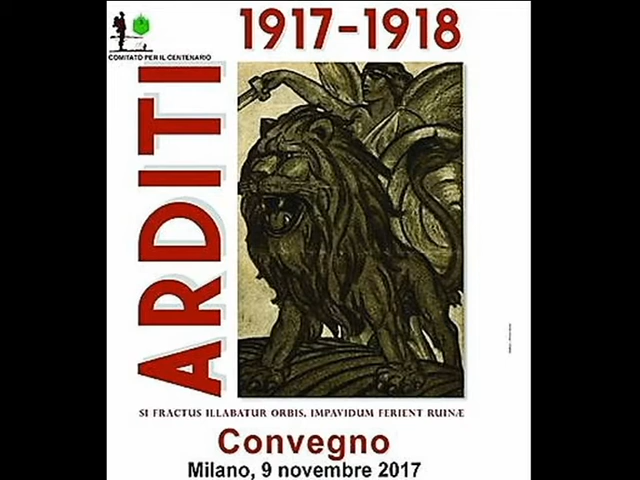 1917-1918
COMITATO PER IL CENTENARIO
ARDITI
SI FRACTUS ILLABATUR ORBIS, IMPAVIDUM FERIENT RUINÆ
Convegno
Milano, 9 novembre 2017